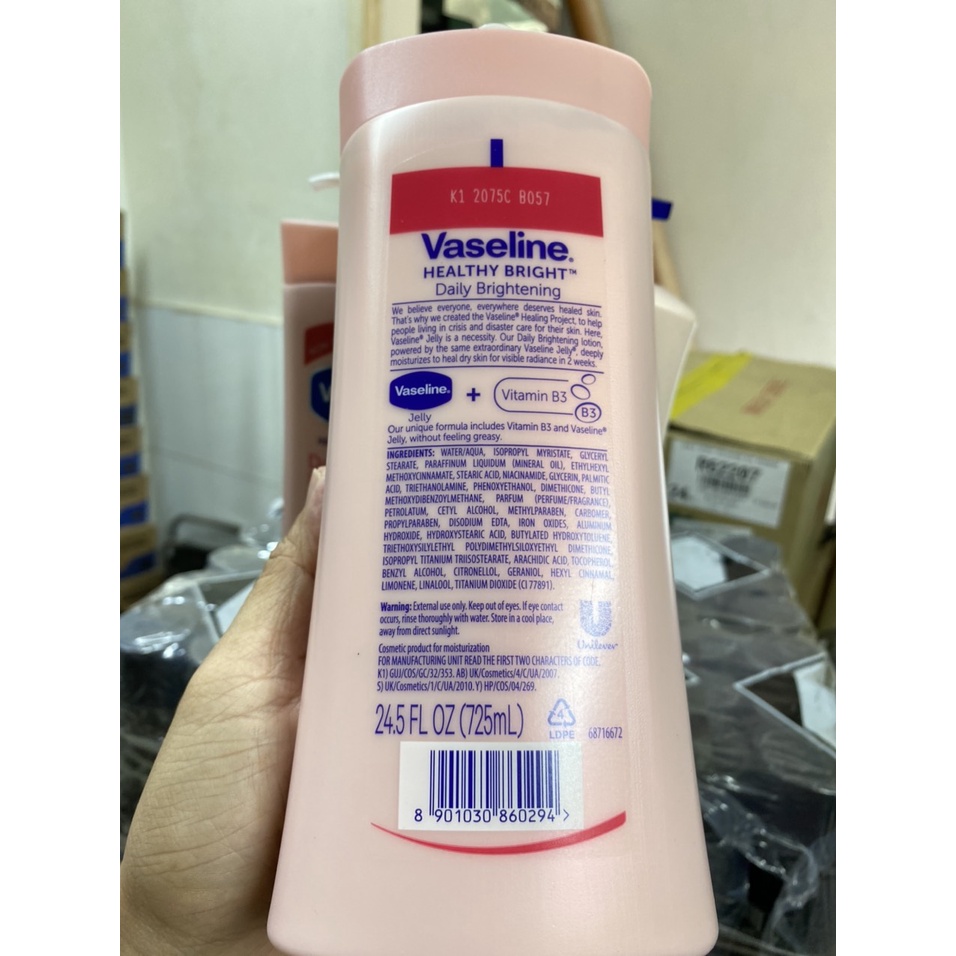 K1 2075C B057
Vaseline®
HEALTHY BRIGHT™
Daily Brightening
We believe everyone, everywhere deserves healed skin.
That's why we created the Vaseline® Healing Project, to help
people living in crisis and disaster care for their skin. Here,
Vaseline® Jelly is a necessity. Our Daily Brightening lotion,
powered by the same extraordinary Vaseline Jelly®, deeply
moisturizes to heal dry skin for visible radiance in 2 weeks.
Vaseline® + Vitamin B3 B3
Jelly
Our unique formula includes Vitamin B3 and Vaseline®
Jelly, without feeling greasy.
INGREDIENTS: WATER/AQUA, ISOPROPYL MYRISTATE, GLYCERYL
STEARATE, PARAFFINUM LIQUIDUM (MINERAL OIL), ETHYLHEXYL
METHOXYCINNAMATE, STEARIC ACID, NIACINAMIDE, GLYCERIN, PALMITIC
ACID, TRIETHANOLAMINE, PHENOXYETHANOL, DIMETHICONE, BUTYL
METHOXYDIBENZOYLMETHANE, PARFUM (PERFUME/FRAGRANCE),
PETROLATUM, CETYL ALCOHOL, METHYLPARABEN, CARBOMER,
PROPYLPARABEN, DISODIUM EDTA, IRON OXIDES, ALUMINUM
HYDROXIDE, HYDROXYSTEARIC ACID, BUTYLATED HYDROXYTOLUENE,
TRIETHOXYSILYLETHYL POLYDIMETHYLSILOXYETHYL DIMETHICONE,
ISOPROPYL TITANIUM TRIISOSTEARATE, ARACHIDIC ACID, TOCOPHEROL,
BENZYL ALCOHOL, CITRONELLOL, GERANIOL, HEXYL CINNAMAL,
LIMONENE, LINALOOL, TITANIUM DIOXIDE (CI 77891).
Warning: External use only. Keep out of eyes. If eye contact
occurs, rinse thoroughly with water. Store in a cool place,
away from direct sunlight.
Unilever
Cosmetic product for moisturization
FOR MANUFACTURING UNIT READ THE FIRST TWO CHARACTERS OF CODE.
K1) GUJ/COS/GC/32/353. AB) UK/Cosmetics/4/C/UA/2007.
S) UK/Cosmetics/1/C/UA/2010. Y) HP/COS/04/269.
24.5 FL OZ (725mL)
4
LDPE
68716672
8 901030 860294 >